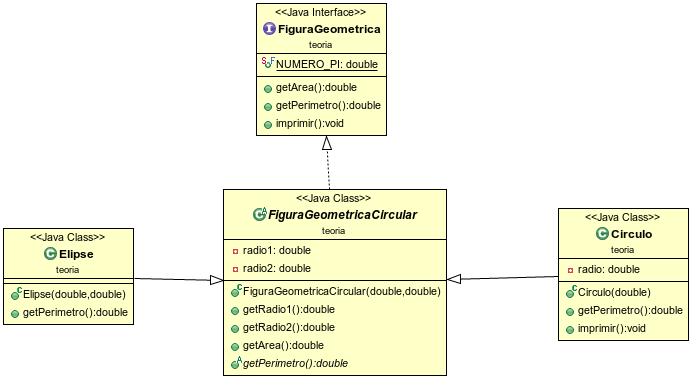 <<Java Interface>>
FiguraGeometrica
teoria
NUMERO_PI: double
getArea():double
getPerimetro():double
imprimir():void
<<Java Class>>
FiguraGeometricaCircular
teoria
radio1: double
radio2: double
FiguraGeometricaCircular(double,double)
getRadio1():double
getRadio2():double
getArea():double
getPerimetro():double
<<Java Class>>
Elipse
teoria
Elipse(double,double)
getPerimetro():double
<<Java Class>>
Circulo
teoria
radio: double
Circulo(double)
getPerimetro():double
imprimir():void